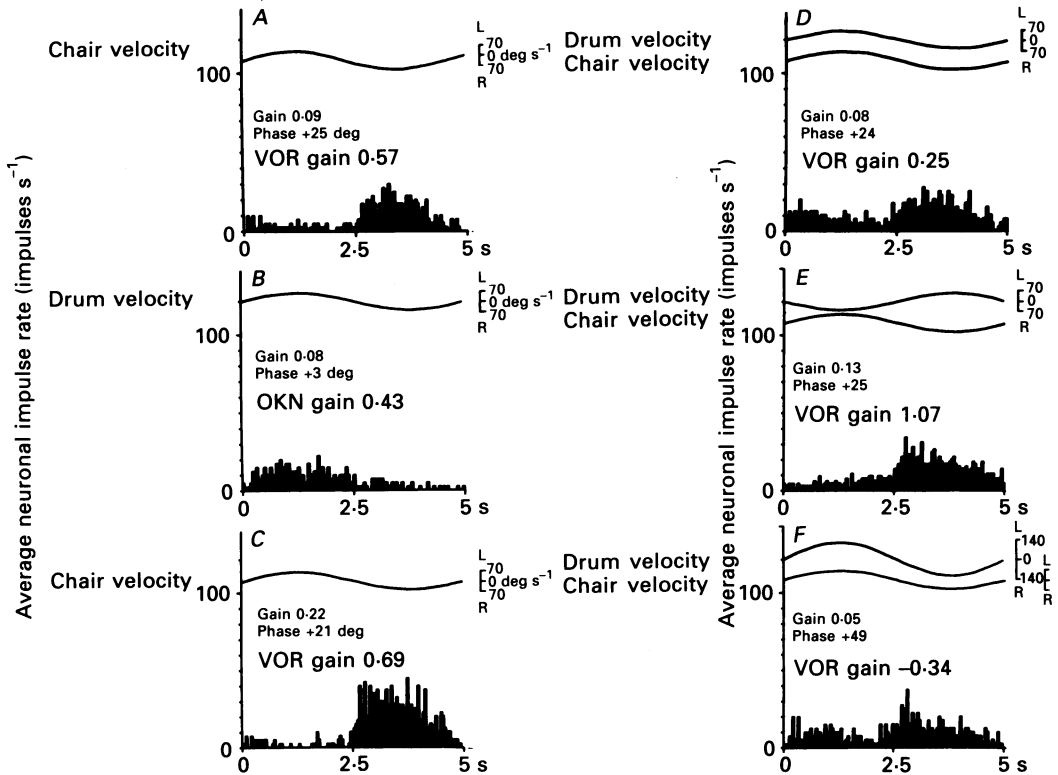 Average neuronal impulse rate (impulses s⁻¹)
A
Chair velocity
L
70
0 deg s⁻¹
70
R
100
Gain 0·09
Phase +25 deg
VOR gain 0·57
0
0
2·5
5 s
B
Drum velocity
L
70
0 deg s⁻¹
70
R
100
Gain 0·08
Phase +3 deg
OKN gain 0·43
0
0
2·5
5 s
C
Chair velocity
L
70
0 deg s⁻¹
70
R
100
Gain 0·22
Phase +21 deg
VOR gain 0·69
0
0
2·5
5 s
Average neuronal impulse rate (impulses s⁻¹)
D
Drum velocity
Chair velocity
L
70
0
70
R
100
Gain 0·08
Phase +24
VOR gain 0·25
0
0
2·5
5 s
E
Drum velocity
Chair velocity
L
70
0
70
R
100
Gain 0·13
Phase +25
VOR gain 1·07
0
0
2·5
5 s
F
Drum velocity
Chair velocity
L
140
0
140
R
L
R
100
Gain 0·05
Phase +49
VOR gain –0·34
0
0
2·5
5 s